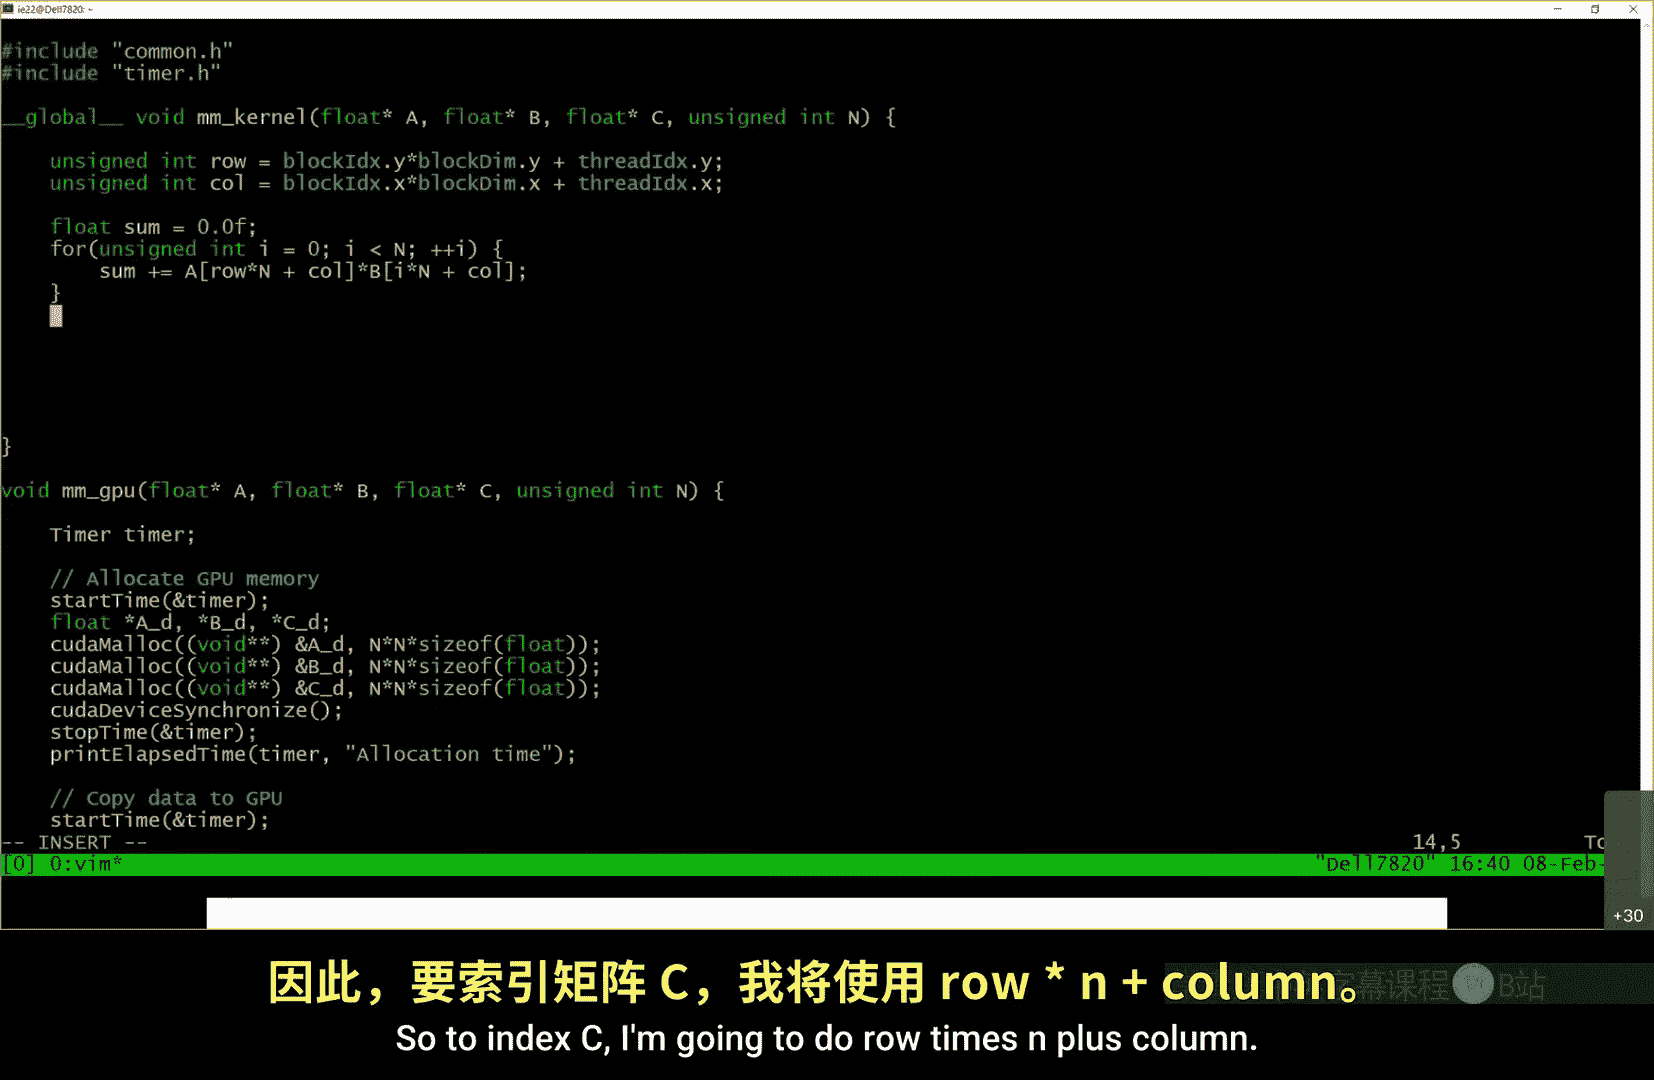 ie22@Dell7820: ~
#include "common.h"
#include "timer.h"
__global__ void mm_kernel(float* A, float* B, float* C, unsigned int N) {
unsigned int row = blockIdx.y*blockDim.y + threadIdx.y;
unsigned int col = blockIdx.x*blockDim.x + threadIdx.x;
float sum = 0.0f;
for(unsigned int i = 0; i < N; ++i) {
sum += A[row*N + col]*B[i*N + col];
}
}
void mm_gpu(float* A, float* B, float* C, unsigned int N) {
Timer timer;
// Allocate GPU memory
startTime(&timer);
float *A_d, *B_d, *C_d;
cudaMalloc((void**) &A_d, N*N*sizeof(float));
cudaMalloc((void**) &B_d, N*N*sizeof(float));
cudaMalloc((void**) &C_d, N*N*sizeof(float));
cudaDeviceSynchronize();
stopTime(&timer);
printElapsedTime(timer, "Allocation time");
// Copy data to GPU
startTime(&timer);
-- INSERT -- 14,5
[0] 0:vim* "Dell7820" 16:40 08-Feb-
+30
因此，要索引矩阵 C，我将使用 row * n + column。
幕课程 B站
So to index C, I'm going to do row times n plus column.